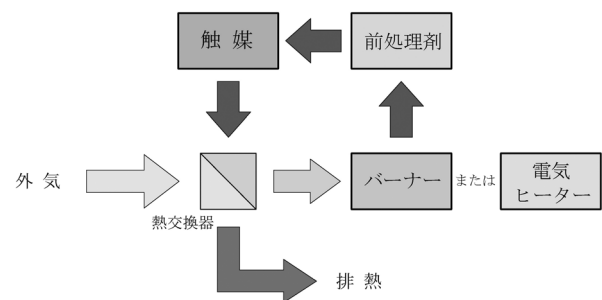 触媒
前処理剤
外気
バーナー
または
電気
ヒーター
熱交換器
排熱